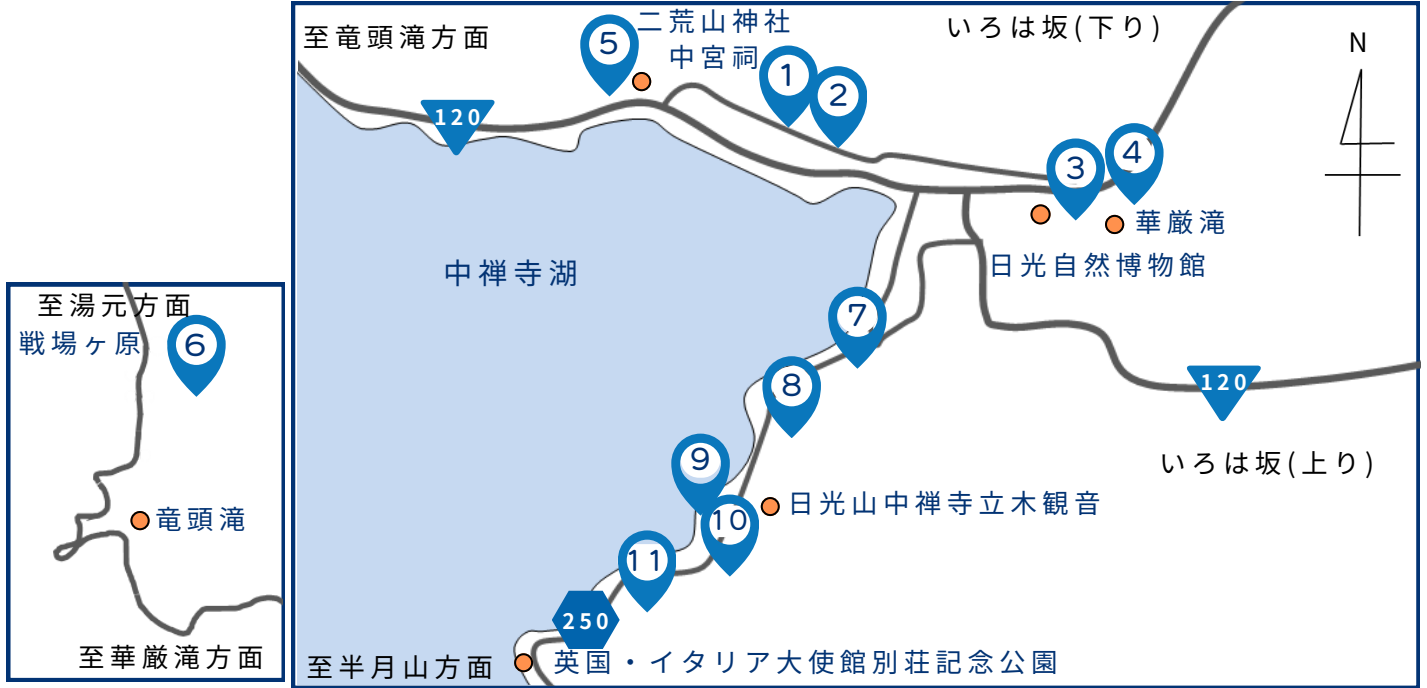 至竜頭滝方面
二荒山神社
中宮祠
いろは坂(下り)
N
5
1
2
120
3
4
華厳滝
日光自然博物館
中禅寺湖
7
8
120
いろは坂(上り)
9
10
日光山中禅寺立木観音
11
250
至半月山方面
英国・イタリア大使館別荘記念公園
至湯元方面
戦場ヶ原
6
竜頭滝
至華厳滝方面